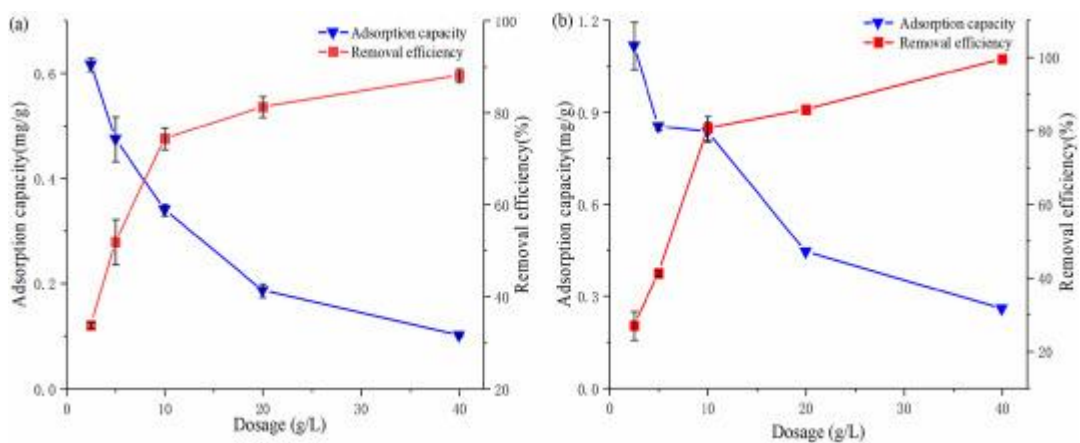 (a)
Adsorption capacity
Removal efficiency
Adsorption capacity(mg/g)
0.6
0.4
0.2
0.0
100
80
60
40
20
Removal efficiency(%)
0 10 20 30 40
Dosage (g/L)
(b)
Adsorption capacity
Removal efficiency
Adsorption capacity(mg/g)
1.2
0.9
0.6
0.3
0.0
100
80
60
40
20
Removal efficiency(%)
0 10 20 30 40
Dosage (g/L)